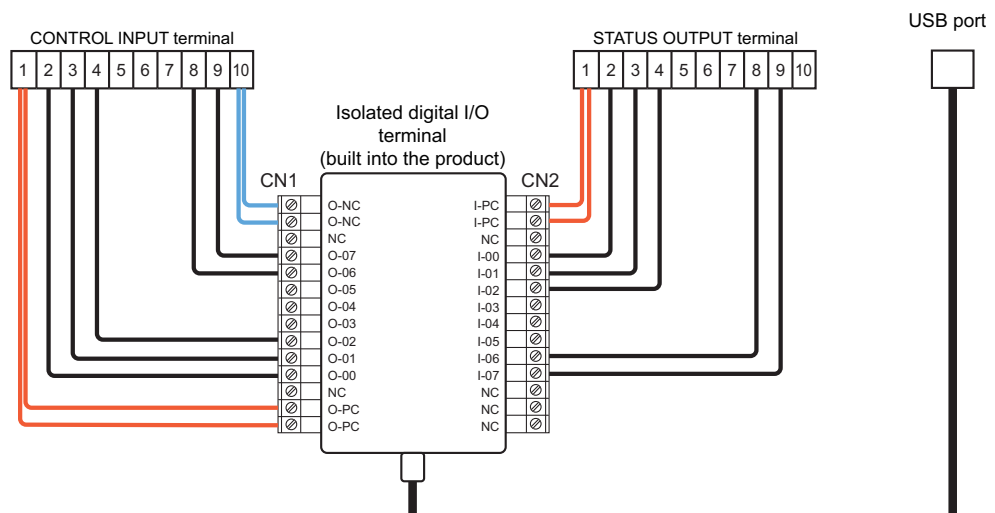 USB port
CONTROL INPUT terminal
1 2 3 4 5 6 7 8 9 10
STATUS OUTPUT terminal
1 2 3 4 5 6 7 8 9 10
Isolated digital I/O
terminal
(built into the product)
CN1
CN2
O-NC
O-NC
NC
O-07
O-06
O-05
O-04
O-03
O-02
O-01
O-00
NC
O-PC
O-PC
I-PC
I-PC
NC
I-00
I-01
I-02
I-03
I-04
I-05
I-06
I-07
NC
NC
NC